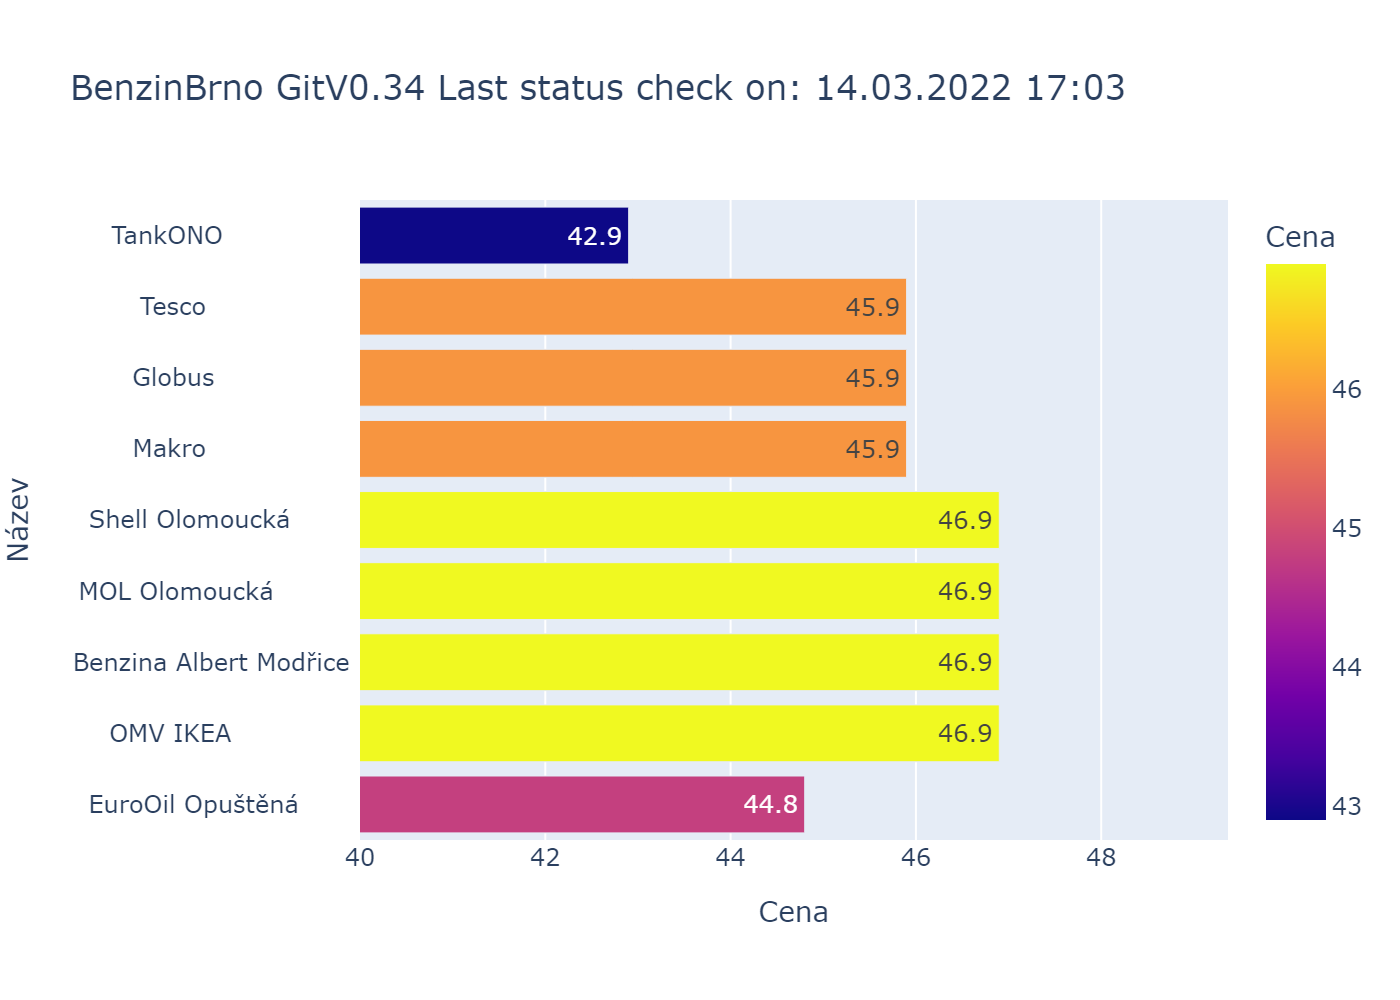 BenzinBrno GitV0.34 Last status check on: 14.03.2022 17:03
Název
TankONO 42.9
Tesco 45.9
Globus 45.9
Makro 45.9
Shell Olomoucká 46.9
MOL Olomoucká 46.9
Benzina Albert Modřice 46.9
OMV IKEA 46.9
EuroOil Opuštěná 44.8
40 42 44 46 48
Cena
Cena
46
45
44
43